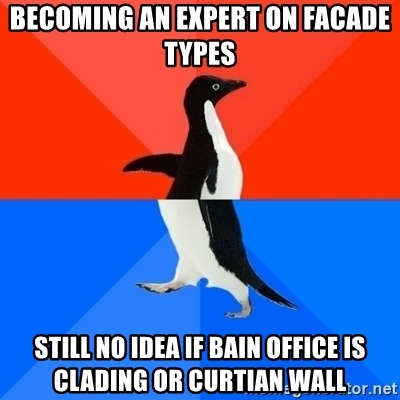 BECOMING AN EXPERT ON FACADE
TYPES
STILL NO IDEA IF BAIN OFFICE IS
CLADING OR CURTIAN WALL